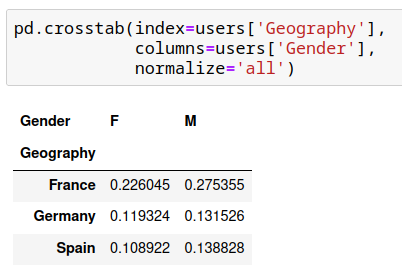 pd.crosstab(index=users['Geography'],
            columns=users['Gender'],
            normalize='all')
Gender F M
Geography
France 0.226045 0.275355
Germany 0.119324 0.131526
Spain 0.108922 0.138828